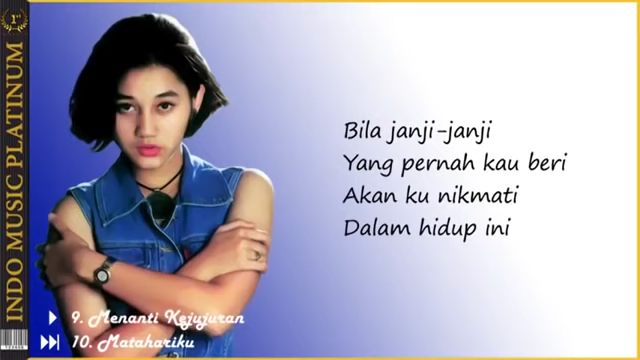 1st
INDO MUSIC PLATINUM
Bila janji-janji
Yang pernah kau beri
Akan ku nikmati
Dalam hidup ini
9. Menanti Kejujuran
10. Matahariku